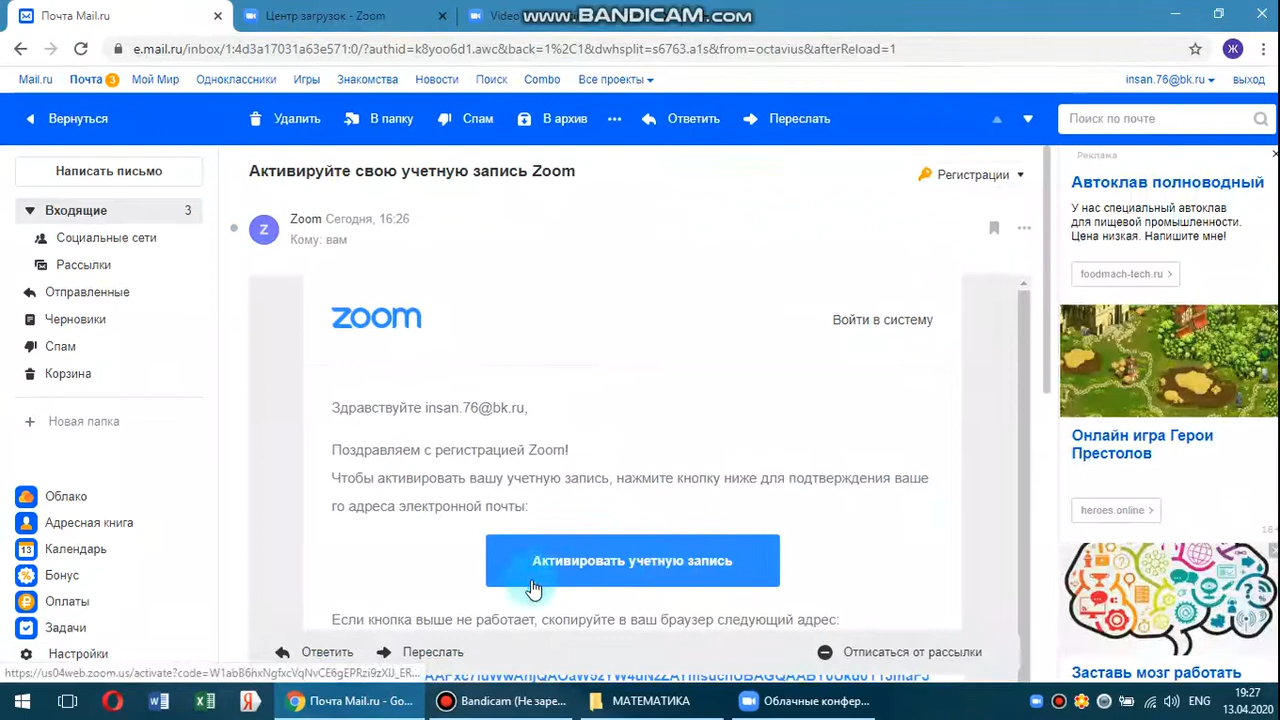 Почта Mail.ru
Центр загрузок - Zoom
Video
WWW.BANDICAM.COM
e.mail.ru/inbox/1:4d3a17031a63e571:0/?authid=k8yoo6d1.awc&back=1%2C1&dwhsplit=s6763.a1s&from=octavius&afterReload=1
Ж
Mail.ru Почта 3 Мой Мир Одноклассники Игры Знакомства Новости Поиск Combo Все проекты
insan.76@bk.ru выход
Вернуться
Удалить В папку Спам В архив Ответить Переслать
Поиск по почте
Написать письмо
Входящие 3
Социальные сети
Рассылки
Отправленные
Черновики
Спам
Корзина
Новая папка
Облако
Адресная книга
13 Календарь
Бонус
Оплаты
Задачи
Настройки
Активируйте свою учетную запись Zoom
Регистрации
Z
Zoom Сегодня, 16:26
Кому: вам
zoom
Войти в систему
Здравствуйте insan.76@bk.ru,
Поздравляем с регистрацией Zoom!
Чтобы активировать вашу учетную запись, нажмите кнопку ниже для подтверждения ваше
го адреса электронной почты:
Активировать учетную запись
Если кнопка выше не работает, скопируйте в ваш браузер следующий адрес:
Ответить Переслать
Отписаться от рассылки
Реклама
Автоклав полноводный
У нас специальный автоклав
для пищевой промышленности.
Цена низкая. Напишите мне!
foodmach-tech.ru
Онлайн игра Герои
Престолов
heroes.online
18+
Заставь мозг работать
Почта Mail.ru - Go...
Bandicam (Не заре...
МАТЕМАТИКА
Облачные конфер...
ENG
19:27
13.04.2020